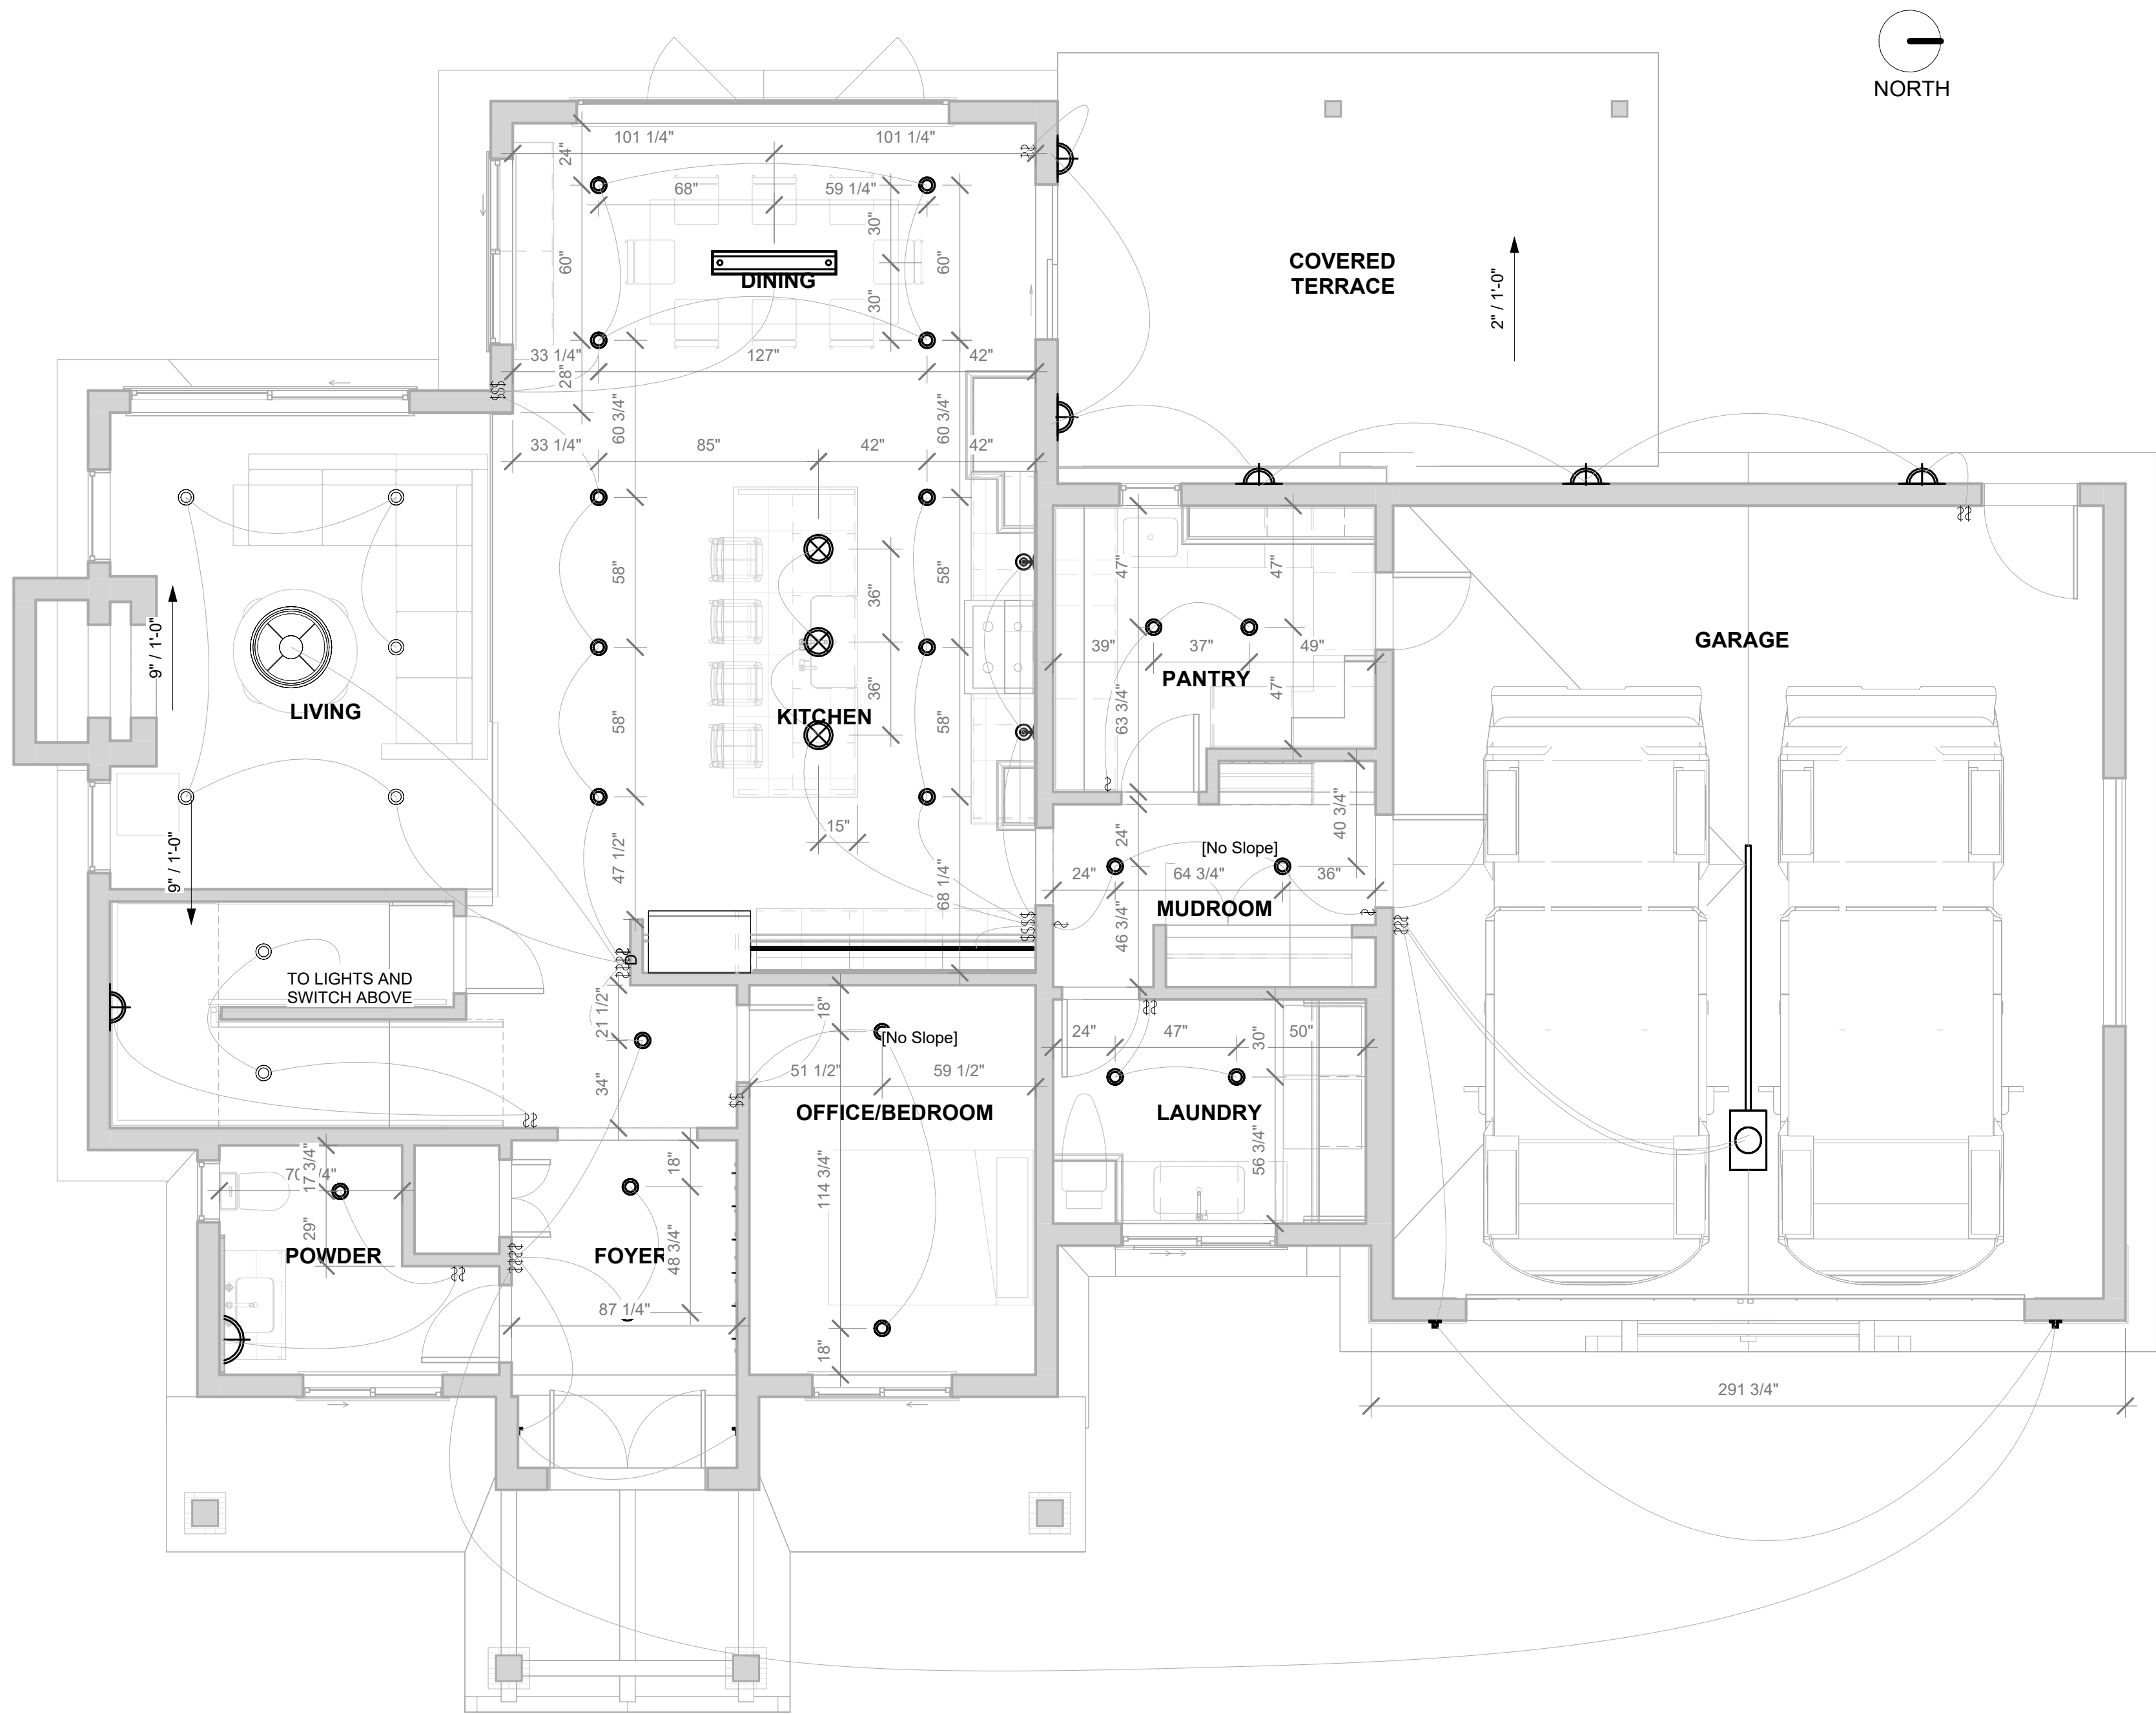 NORTH
101 1/4"
101 1/4"
24"
68"
59 1/4"
30"
60"
60"
30"
DINING
COVERED
TERRACE
2" / 1'-0"
33 1/4"
127"
42"
28"
60 3/4"
60 3/4"
33 1/4"
85"
42"
42"
58"
58"
36"
47"
47"
39"
37"
49"
GARAGE
9" / 1'-0"
PANTRY
36"
47"
LIVING
KITCHEN
58"
58"
63 3/4"
15"
40 3/4"
24"
[No Slope]
9" / 1'-0"
47 1/2"
68 1/4"
24"
64 3/4"
36"
MUDROOM
46 3/4"
TO LIGHTS AND
SWITCH ABOVE
21 1/2"
18"
[No Slope]
24"
47"
30"
50"
34"
51 1/2"
59 1/2"
OFFICE/BEDROOM
LAUNDRY
17 3/4"
18"
56 3/4"
114 3/4"
29"
POWDER
FOYER
48 3/4"
87 1/4"
18"
291 3/4"